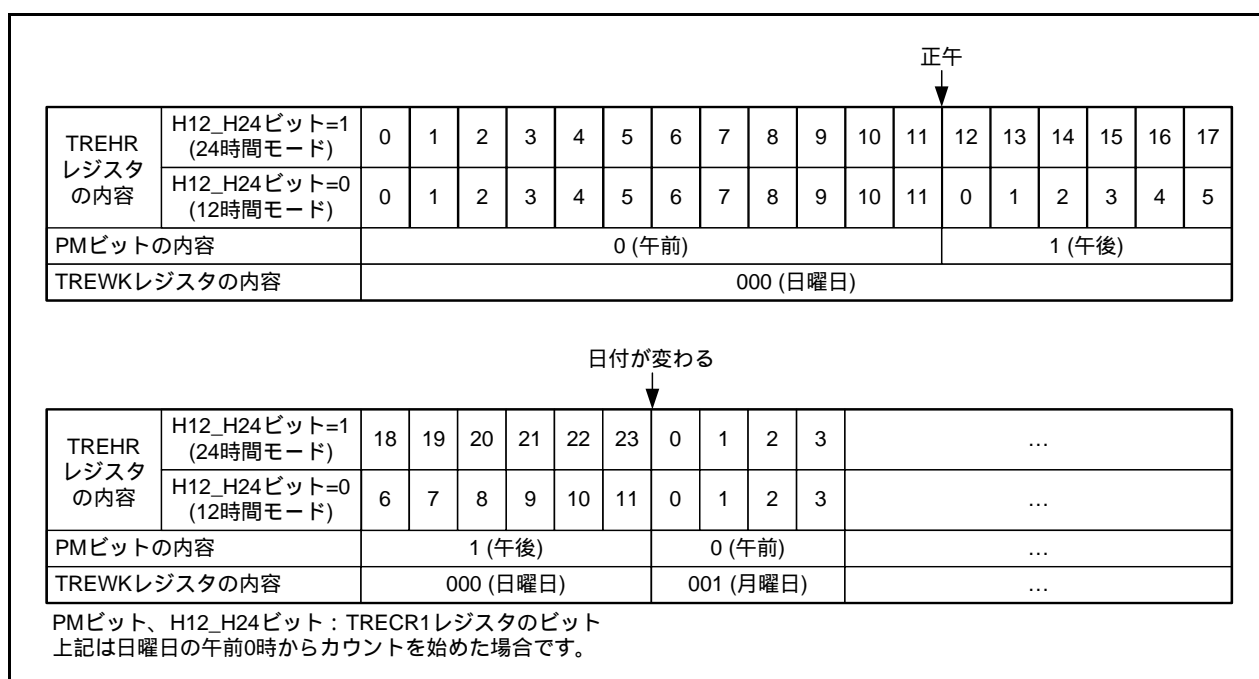 正午
TREHR
レジスタ
の内容
H12_H24ビット=1
(24時間モード)
0 1 2 3 4 5 6 7 8 9 10 11 12 13 14 15 16 17
H12_H24ビット=0
(12時間モード)
0 1 2 3 4 5 6 7 8 9 10 11 0 1 2 3 4 5
PMビットの内容 0 (午前) 1 (午後)
TREWKレジスタの内容 000 (日曜日)
日付が変わる
TREHR
レジスタ
の内容
H12_H24ビット=1
(24時間モード)
18 19 20 21 22 23 0 1 2 3 …
H12_H24ビット=0
(12時間モード)
6 7 8 9 10 11 0 1 2 3 …
PMビットの内容 1 (午後) 0 (午前) …
TREWKレジスタの内容 000 (日曜日) 001 (月曜日) …
PMビット、H12_H24ビット : TRECR1レジスタのビット
上記は日曜日の午前0時からカウントを始めた場合です。